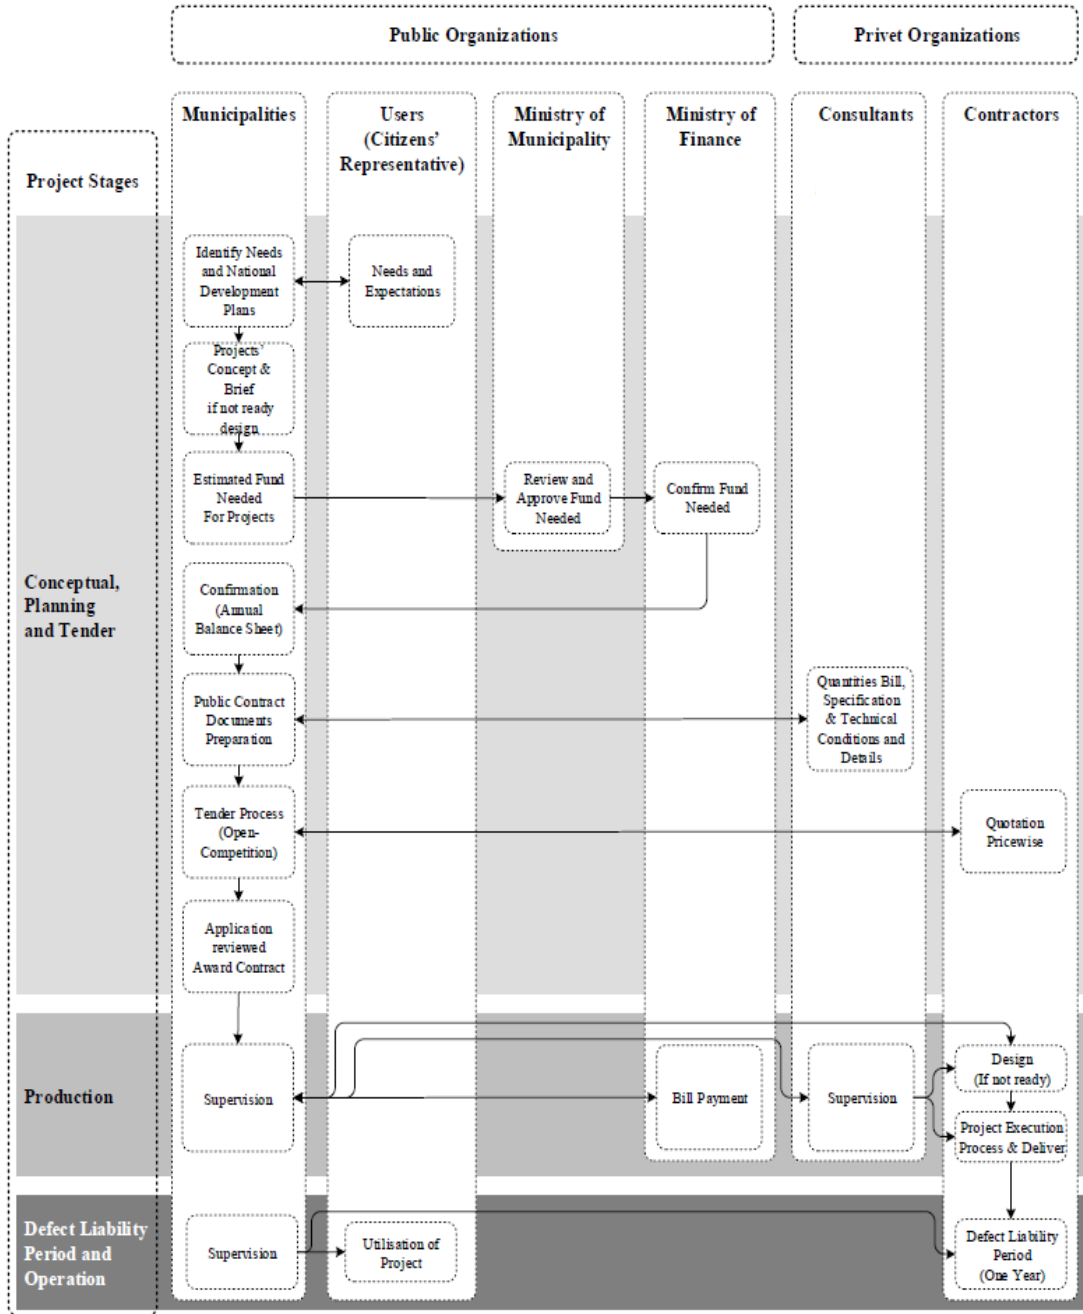 Public Organizations
Privet Organizations
Municipalities
Users
(Citizens'
Representative)
Ministry of
Municipality
Ministry of
Finance
Consultants
Contractors
Project Stages
Identify Needs
and National
Development
Plans
Needs and
Expectations
Projects'
Concept &
Brief
if not ready
design
Estimated Fund
Needed
For Projects
Review and
Approve Fund
Needed
Confirm Fund
Needed
Conceptual,
Planning
and Tender
Confirmation
(Annual
Balance Sheet)
Public Contract
Documents
Preparation
Quantities Bill,
Specification
& Technical
Conditions and
Details
Tender Process
(Open-
Competition)
Quotation
Pricewise
Application
reviewed
Award Contract
Production
Supervision
Bill Payment
Supervision
Design
(If not ready)
Project Execution
Process & Deliver
Defect Liability
Period and
Operation
Supervision
Utilisation of
Project
Defect Liability
Period
(One Year)